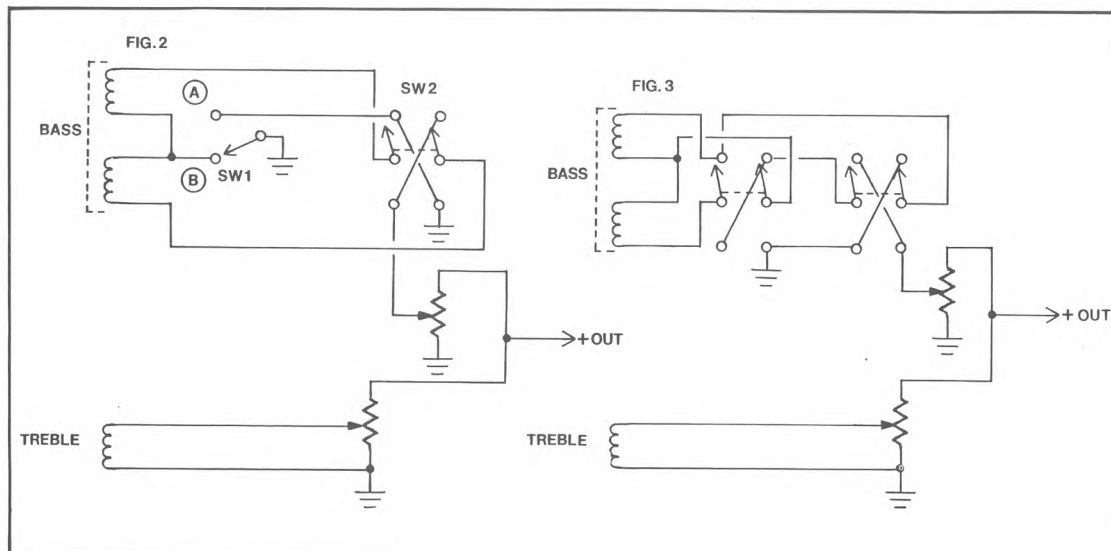 FIG.2
A
SW2
BASS
B
SW1
+OUT
TREBLE
FIG.3
BASS
+OUT
TREBLE